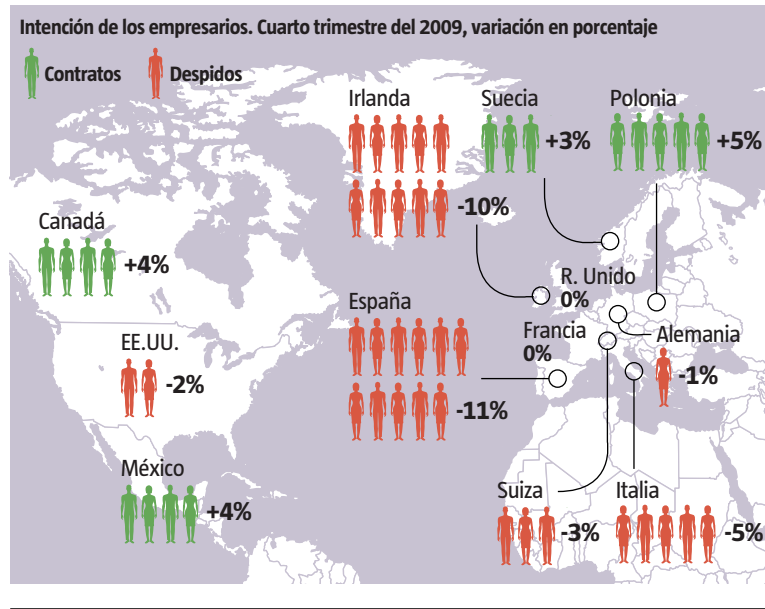 Intención de los empresarios. Cuarto trimestre del 2009, variación en porcentaje
Contratos
Despidos
Irlanda
-10%
Suecia
+3%
Polonia
+5%
Canadá
+4%
R. Unido
0%
España
-11%
Francia
0%
Alemania
-1%
EE.UU.
-2%
México
+4%
Suiza
-3%
Italia
-5%